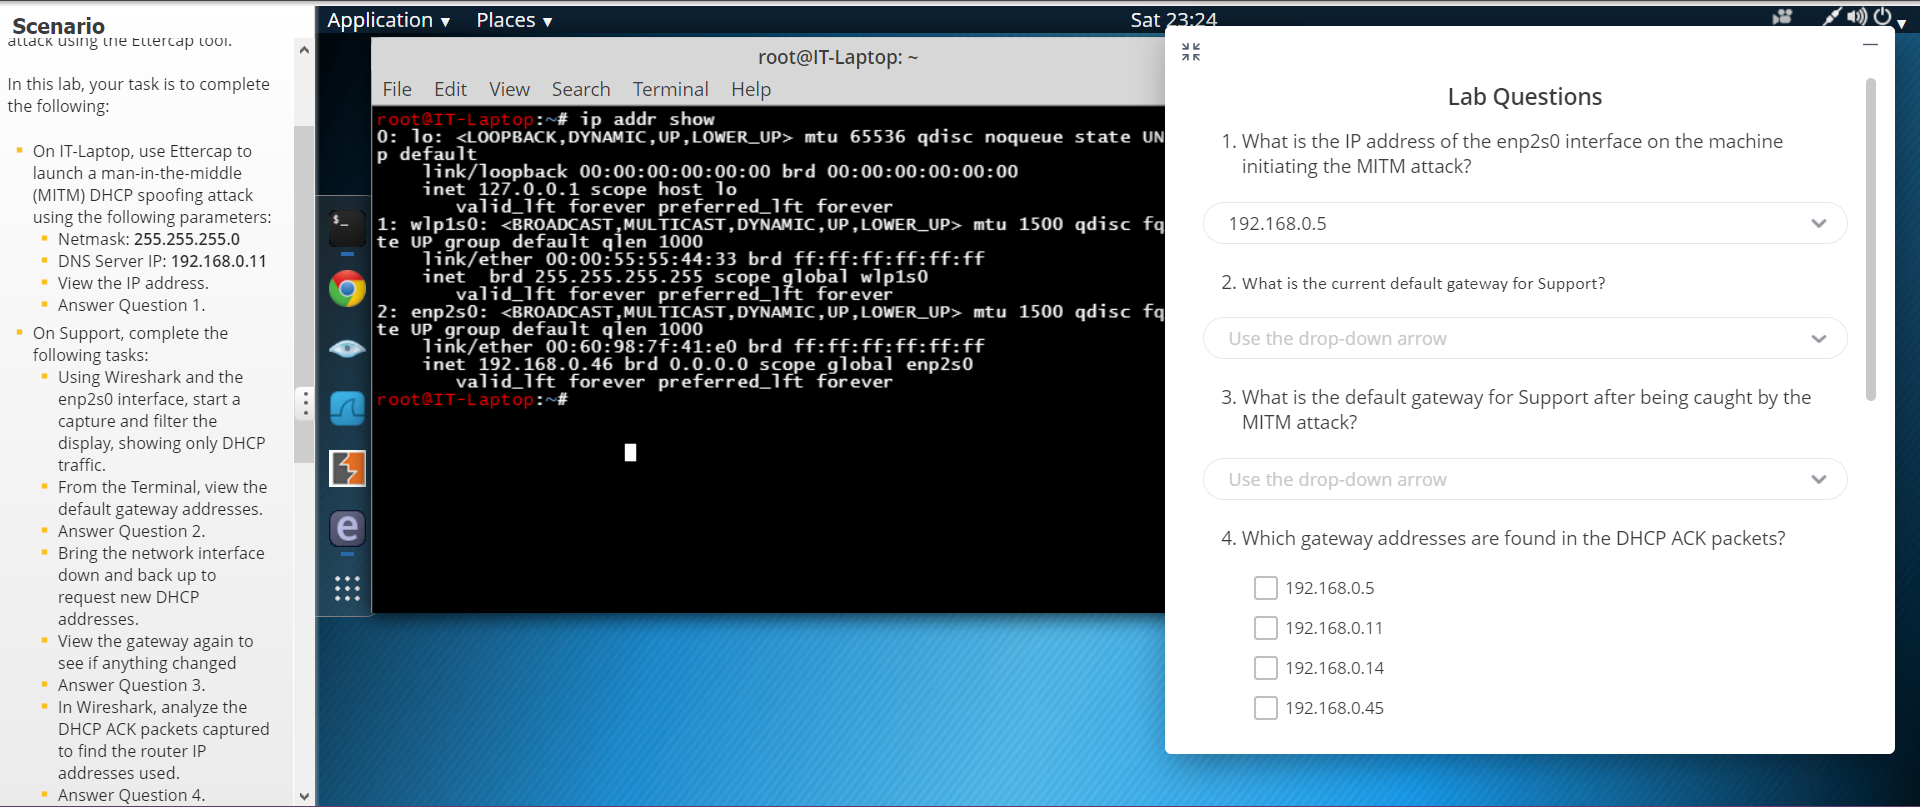 Scenario
attack using the Ettercap tool.
In this lab, your task is to complete
the following:
On IT-Laptop, use Ettercap to
launch a man-in-the-middle
(MITM) DHCP spoofing attack
using the following parameters:
Netmask: 255.255.255.0
DNS Server IP: 192.168.0.11
View the IP address.
Answer Question 1.
On Support, complete the
following tasks:
Using Wireshark and the
enp2s0 interface, start a
capture and filter the
display, showing only DHCP
traffic.
From the Terminal, view the
default gateway addresses.
Answer Question 2.
Bring the network interface
down and back up to
request new DHCP
addresses.
View the gateway again to
see if anything changed
Answer Question 3.
In Wireshark, analyze the
DHCP ACK packets captured
to find the router IP
addresses used.
Answer Question 4.
Application ▾ Places ▾ Sat 23:24
root@IT-Laptop: ~
File Edit View Search Terminal Help
root@IT-Laptop:~# ip addr show
0: lo: <LOOPBACK,DYNAMIC,UP,LOWER_UP> mtu 65536 qdisc noqueue state UN
p default
link/loopback 00:00:00:00:00:00 brd 00:00:00:00:00:00
inet 127.0.0.1 scope host lo
valid_lft forever preferred_lft forever
1: wlp1s0: <BROADCAST,MULTICAST,DYNAMIC,UP,LOWER_UP> mtu 1500 qdisc fq
te UP group default qlen 1000
link/ether 00:00:55:55:44:33 brd ff:ff:ff:ff:ff:ff
inet  brd 255.255.255.255 scope global wlp1s0
valid_lft forever preferred_lft forever
2: enp2s0: <BROADCAST,MULTICAST,DYNAMIC,UP,LOWER_UP> mtu 1500 qdisc fq
te UP group default qlen 1000
link/ether 00:60:98:7f:41:e0 brd ff:ff:ff:ff:ff:ff
inet 192.168.0.46 brd 0.0.0.0 scope global enp2s0
valid_lft forever preferred_lft forever
root@IT-Laptop:~#
$_
e
Lab Questions
1. What is the IP address of the enp2s0 interface on the machine
initiating the MITM attack?
192.168.0.5
2. What is the current default gateway for Support?
Use the drop-down arrow
3. What is the default gateway for Support after being caught by the
MITM attack?
Use the drop-down arrow
4. Which gateway addresses are found in the DHCP ACK packets?
192.168.0.5
192.168.0.11
192.168.0.14
192.168.0.45